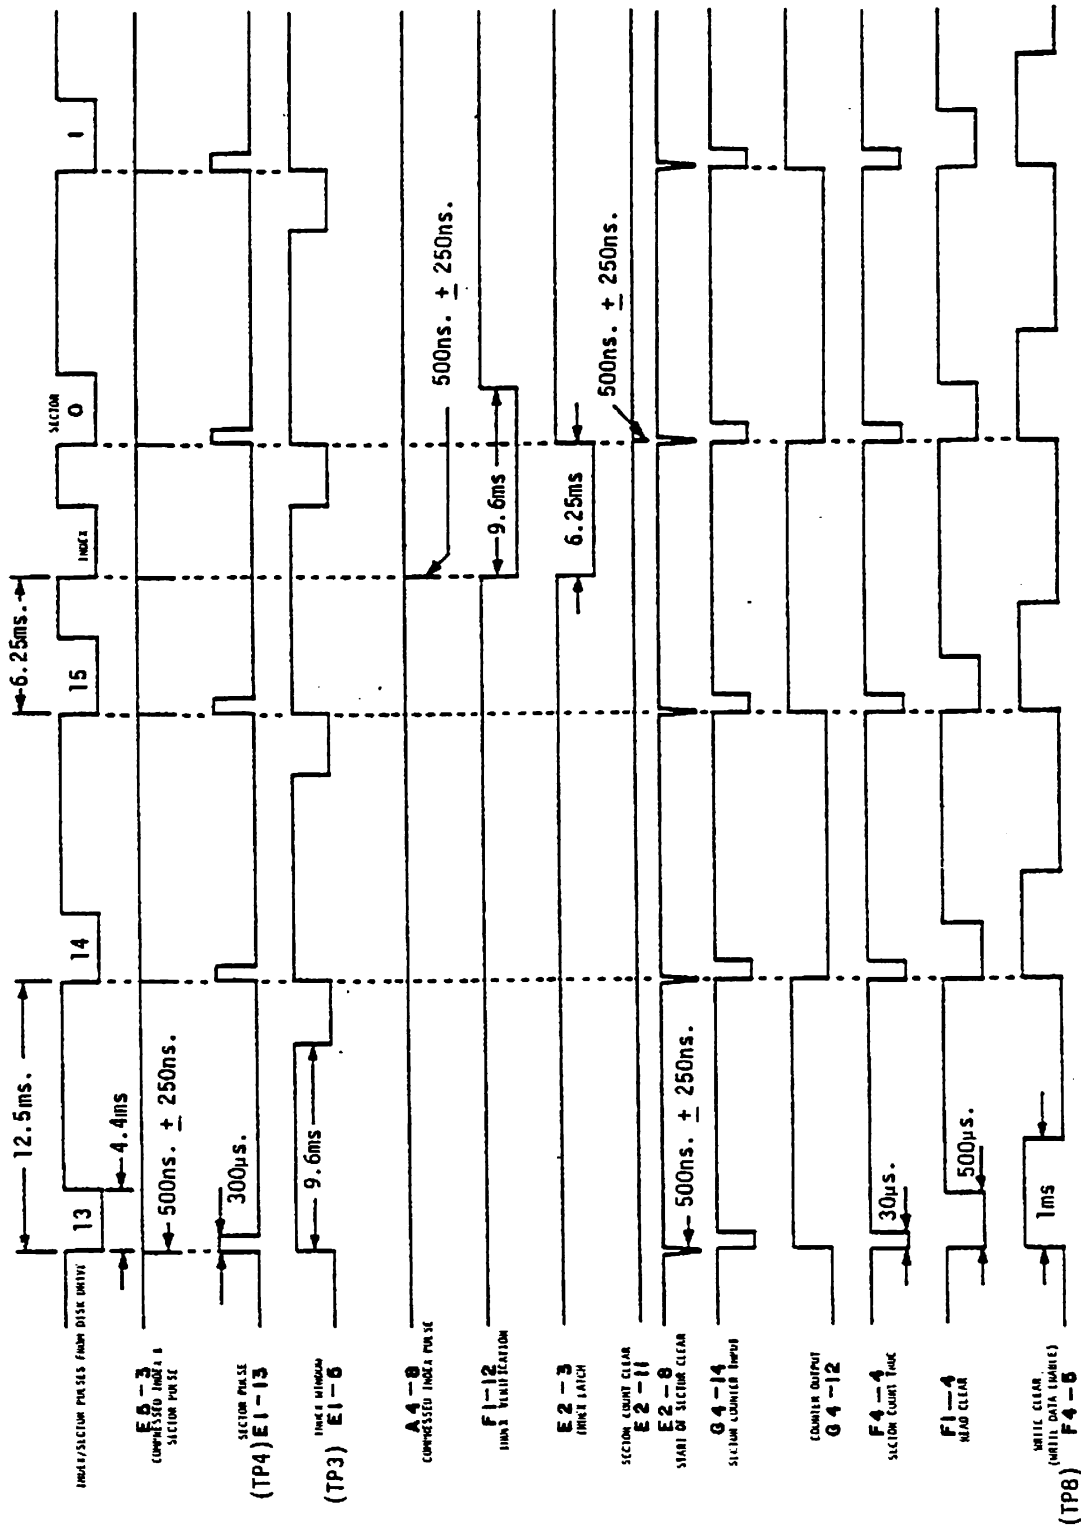 12.5ms.
6.25ms.
INDEX/SECTOR PULSES FROM DISK DRIVE
13
14
15
INDEX
SECTOR
0
1
4.4ms
E5-3
COMPRESSED INDEX &
SECTOR PULSE
500ns. ± 250ns.
300µs.
SECTOR PULSE
(TP4) E1-13
INDEX WINDOW
(TP3) E1-5
9.6ms
A4-8
COMPRESSED INDEX PULSE
500ns. ± 250ns.
F1-12
INDEX VERIFICATION
9.6ms
E2-3
INDEX LATCH
6.25ms
SECTOR COUNT CLEAR
E2-11
500ns. ± 250ns.
E2-8
START OF SECTOR CLEAR
500ns. ± 250ns.
G4-14
SECTOR COUNTER INPUT
COUNTER OUTPUT
G4-12
F4-4
SECTOR COUNT TRUE
30µs.
F1-4
READ CLEAR
500µs.
WRITE CLEAR
(WRITE DATA ENABLE)
(TP8) F4-5
1ms